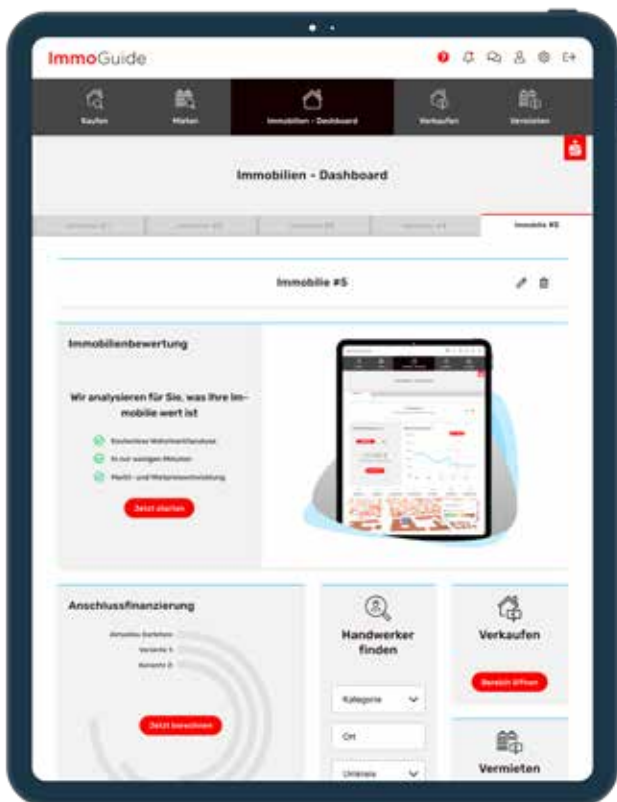 ImmoGuide
Kaufen
Mieten
Immobilien - Dashboard
Verkaufen
Vermieten
Immobilien - Dashboard
Immobilie #5
Immobilie #5
Immobilienbewertung
Wir analysieren für Sie, was Ihre Im-
mobilie wert ist
Kostenlose Wohnmarktanalyse
In nur wenigen Minuten
Markt- und Mietpreisentwicklung
Jetzt starten
Anschlussfinanzierung
Aktuelles Darlehen
Variante 1
Variante 2
Jetzt berechnen
Handwerker
finden
Kategorie
Ort
Umkreis
Verkaufen
Bereich öffnen
Vermieten